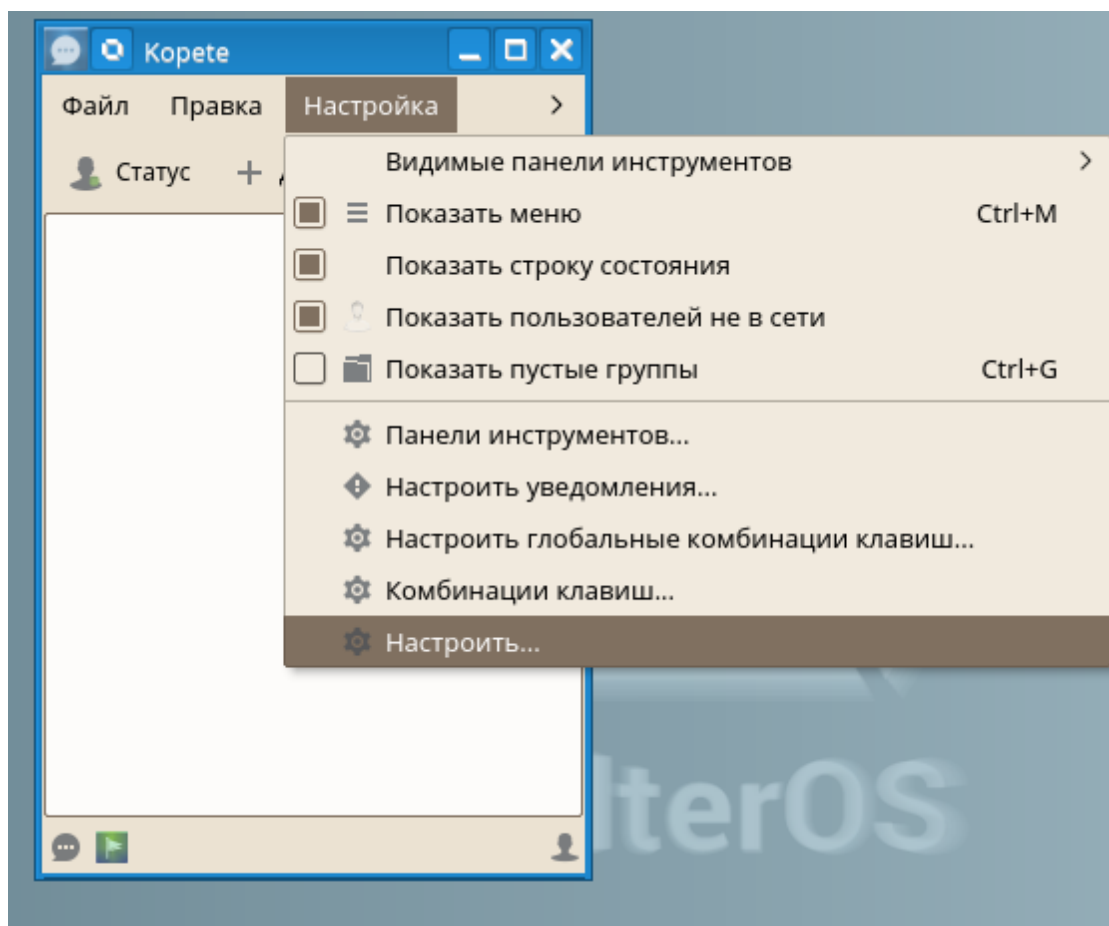 Kopete
Файл Правка Настройка >
Статус +
Видимые панели инструментов >
Показать меню Ctrl+M
Показать строку состояния
Показать пользователей не в сети
Показать пустые группы Ctrl+G
Панели инструментов...
Настроить уведомления...
Настроить глобальные комбинации клавиш...
Комбинации клавиш...
Настроить...
lterOS